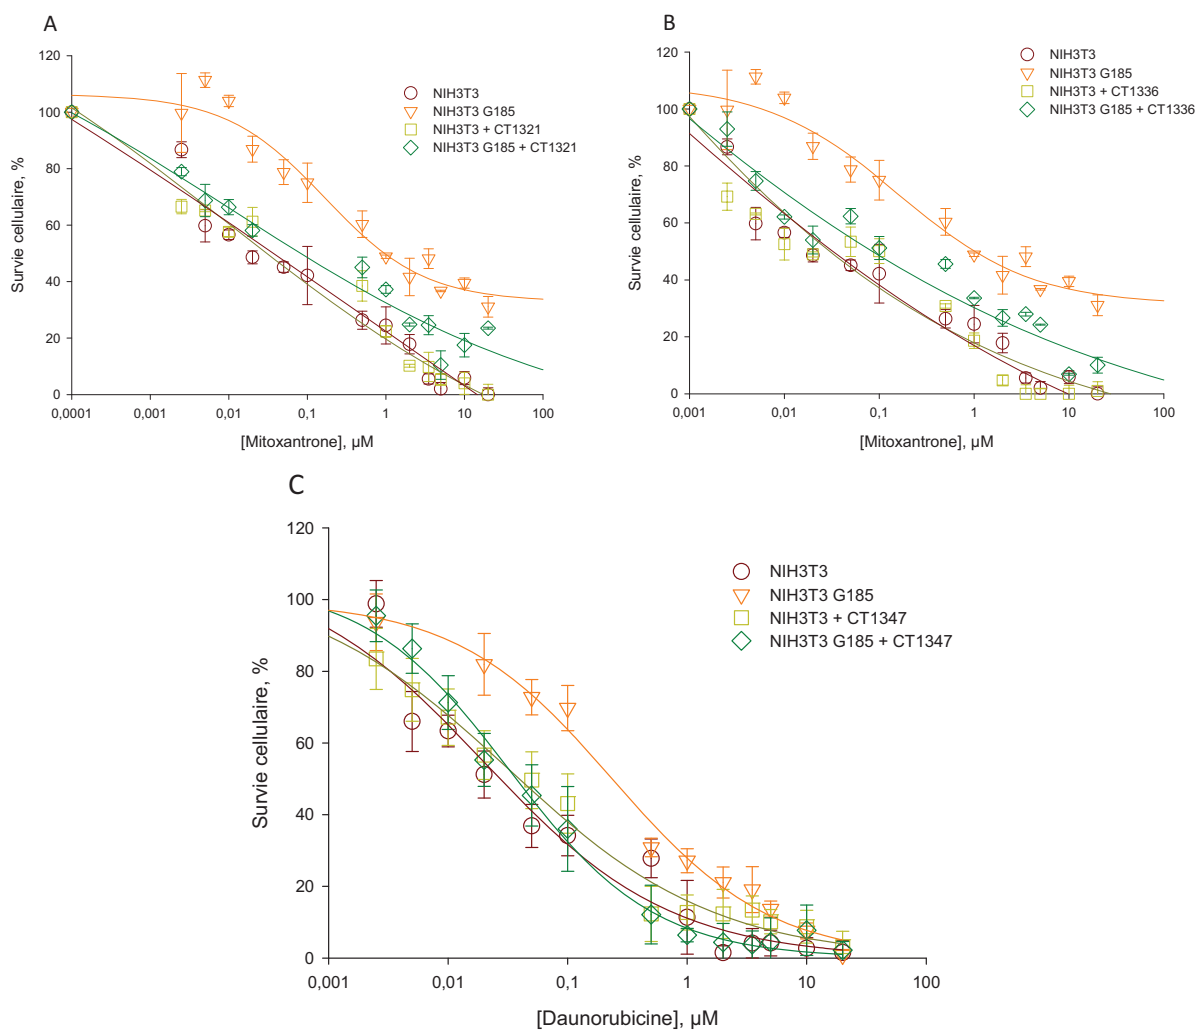 A
120
100
80
60
40
20
0
Survie cellulaire, %
0,0001
0,01
0,1
1
10
100
[Mitoxantrone], µM
NIH3T3
NIH3T3 G185
NIH3T3 + CT1321
NIH3T3 G185 + CT1321
B
120
100
80
60
40
20
0
Survie cellulaire, %
0,001
0,01
0,1
1
10
100
[Mitoxantrone], µM
NIH3T3
NIH3T3 G185
NIH3T3 + CT1336
NIH3T3 G185 + CT1336
C
120
100
80
60
40
20
0
Survie cellulaire, %
0,001
0,01
0,1
1
10
100
[Daunorubicine], µM
NIH3T3
NIH3T3 G185
NIH3T3 + CT1347
NIH3T3 G185 + CT1347